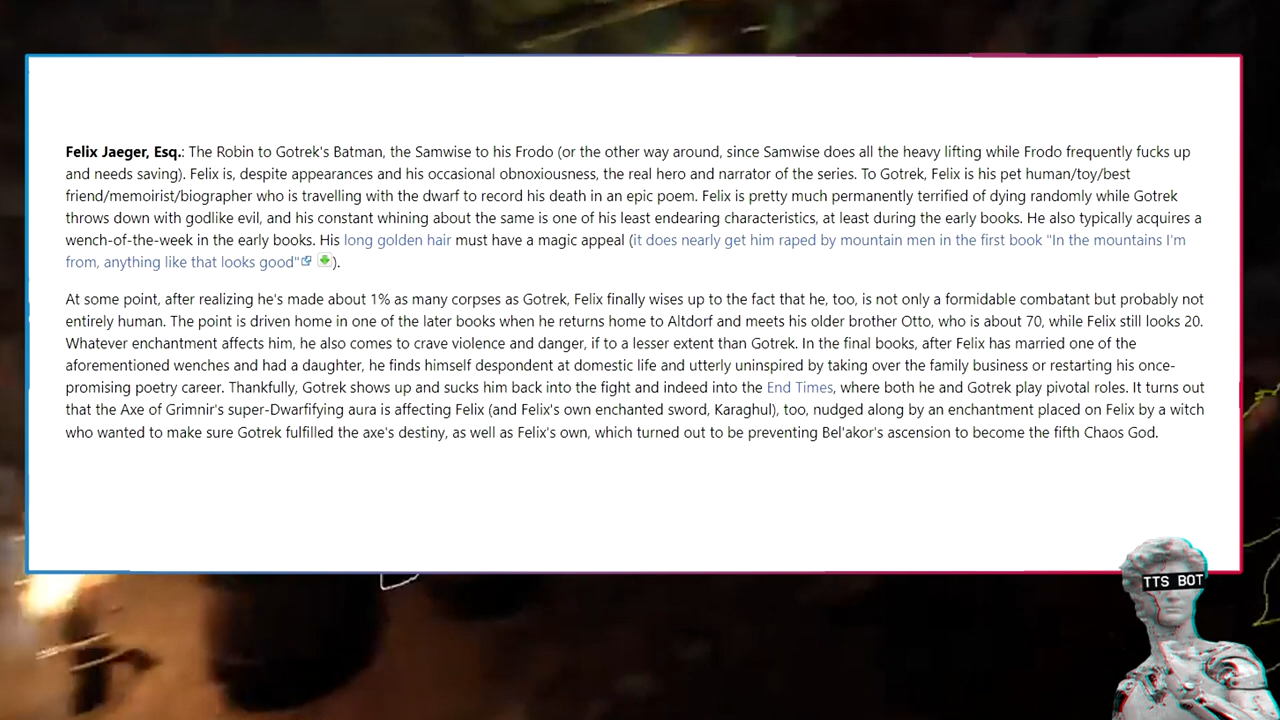 Felix Jaeger, Esq.: The Robin to Gotrek's Batman, the Samwise to his Frodo (or the other way around, since Samwise does all the heavy lifting while Frodo frequently fucks up
and needs saving). Felix is, despite appearances and his occasional obnoxiousness, the real hero and narrator of the series. To Gotrek, Felix is his pet human/toy/best
friend/memoirist/biographer who is travelling with the dwarf to record his death in an epic poem. Felix is pretty much permanently terrified of dying randomly while Gotrek
throws down with godlike evil, and his constant whining about the same is one of his least endearing characteristics, at least during the early books. He also typically acquires a
wench-of-the-week in the early books. His long golden hair must have a magic appeal (it does nearly get him raped by mountain men in the first book "In the mountains I'm
from, anything like that looks good").
At some point, after realizing he's made about 1% as many corpses as Gotrek, Felix finally wises up to the fact that he, too, is not only a formidable combatant but probably not
entirely human. The point is driven home in one of the later books when he returns home to Altdorf and meets his older brother Otto, who is about 70, while Felix still looks 20.
Whatever enchantment affects him, he also comes to crave violence and danger, if to a lesser extent than Gotrek. In the final books, after Felix has married one of the
aforementioned wenches and had a daughter, he finds himself despondent at domestic life and utterly uninspired by taking over the family business or restarting his once-
promising poetry career. Thankfully, Gotrek shows up and sucks him back into the fight and indeed into the End Times, where both he and Gotrek play pivotal roles. It turns out
that the Axe of Grimnir's super-Dwarfifying aura is affecting Felix (and Felix's own enchanted sword, Karaghul), too, nudged along by an enchantment placed on Felix by a witch
who wanted to make sure Gotrek fulfilled the axe's destiny, as well as Felix's own, which turned out to be preventing Bel'akor's ascension to become the fifth Chaos God.
TTS BOT